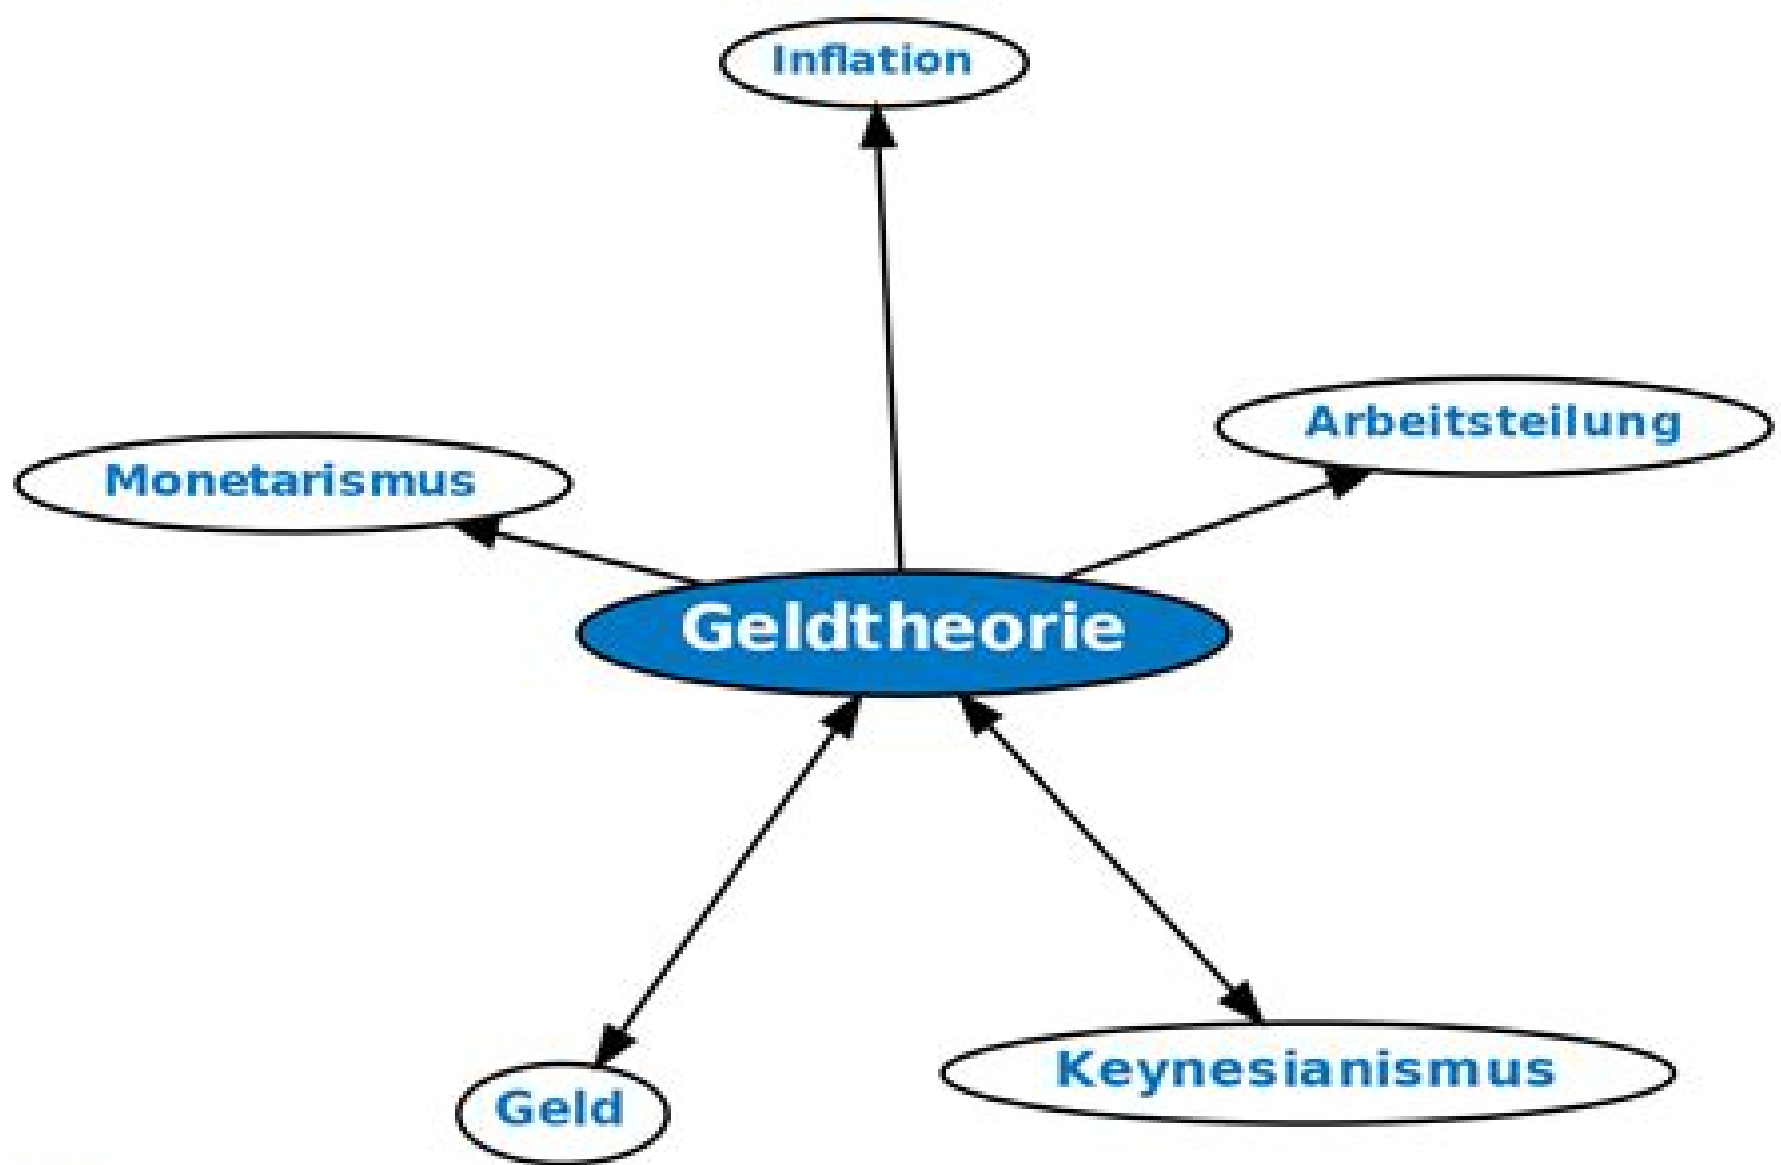 Inflation
Arbeitsteilung
Monetarismus
Geldtheorie
Keynesianismus
Geld